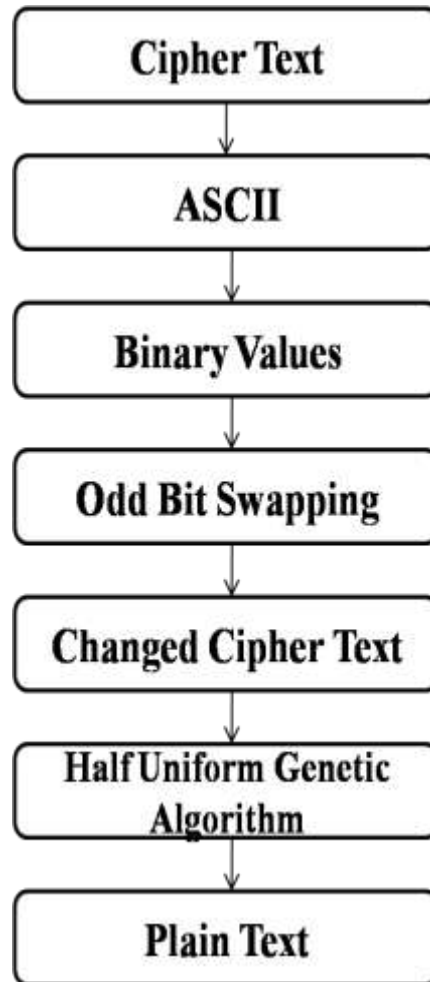 Cipher Text
ASCII
Binary Values
Odd Bit Swapping
Changed Cipher Text
Half Uniform Genetic
Algorithm
Plain Text